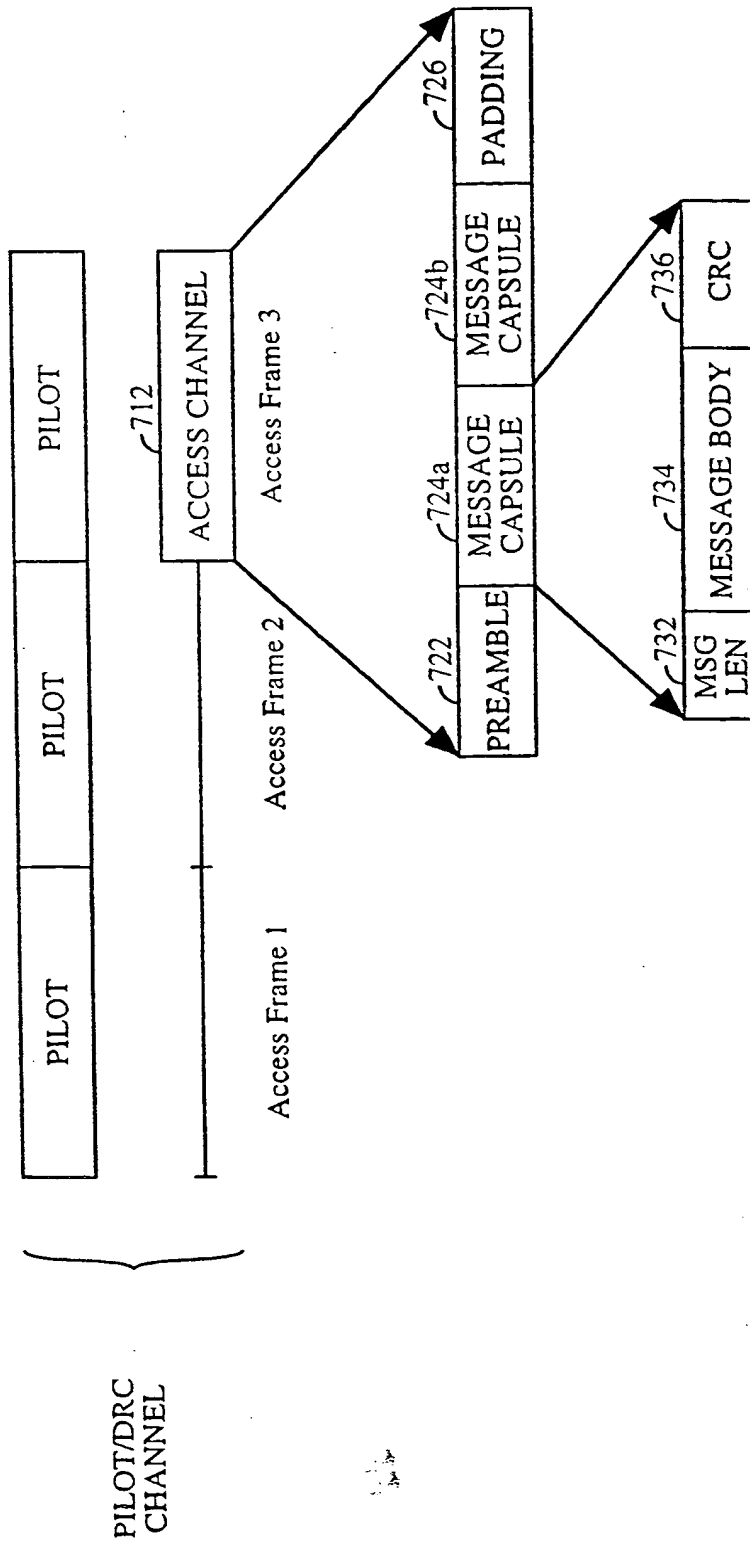 PILOT/DRC
CHANNEL
PILOT
PILOT
PILOT
712
ACCESS CHANNEL
Access Frame 1
Access Frame 2
Access Frame 3
722
724a
724b
726
PREAMBLE
MESSAGE
CAPSULE
MESSAGE
CAPSULE
PADDING
732
734
736
MSG
LEN
MESSAGE BODY
CRC